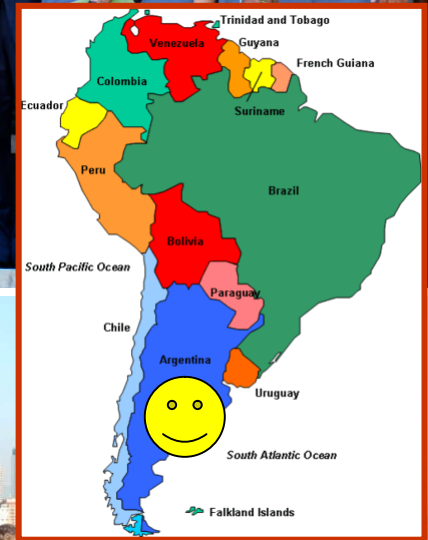 Trinidad and Tobago
Venezuela
Guyana
French Guiana
Colombia
Ecuador
Suriname
Peru
Brazil
Bolivia
South Pacific Ocean
Paraguay
Chile
Argentina
Uruguay
South Atlantic Ocean
Falkland Islands